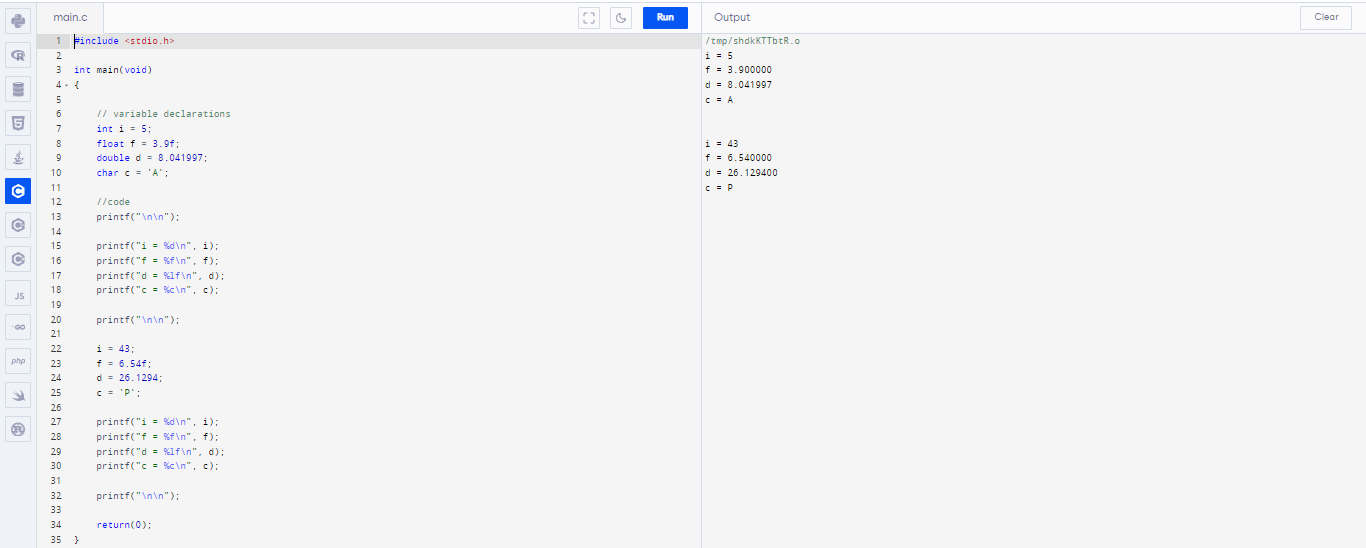 main.c
Run
Output
Clear
1 #include <stdio.h>
2
3 int main(void)
4 {
5
6 // variable declarations
7 int i = 5;
8 float f = 3.9f;
9 double d = 8.041997;
10 char c = 'A';
11
12 //code
13 printf("\n\n");
14
15 printf("i = %d\n", i);
16 printf("f = %f\n", f);
17 printf("d = %lf\n", d);
18 printf("c = %c\n", c);
19
20 printf("\n\n");
21
22 i = 43;
23 f = 6.54f;
24 d = 26.1294;
25 c = 'P';
26
27 printf("i = %d\n", i);
28 printf("f = %f\n", f);
29 printf("d = %lf\n", d);
30 printf("c = %c\n", c);
31
32 printf("\n\n");
33
34 return(0);
35 }
/tmp/shdkKTTbtR.o
i = 5
f = 3.900000
d = 8.041997
c = A
i = 43
f = 6.540000
d = 26.129400
c = P
R
5
C
C
C
JS
GO
php